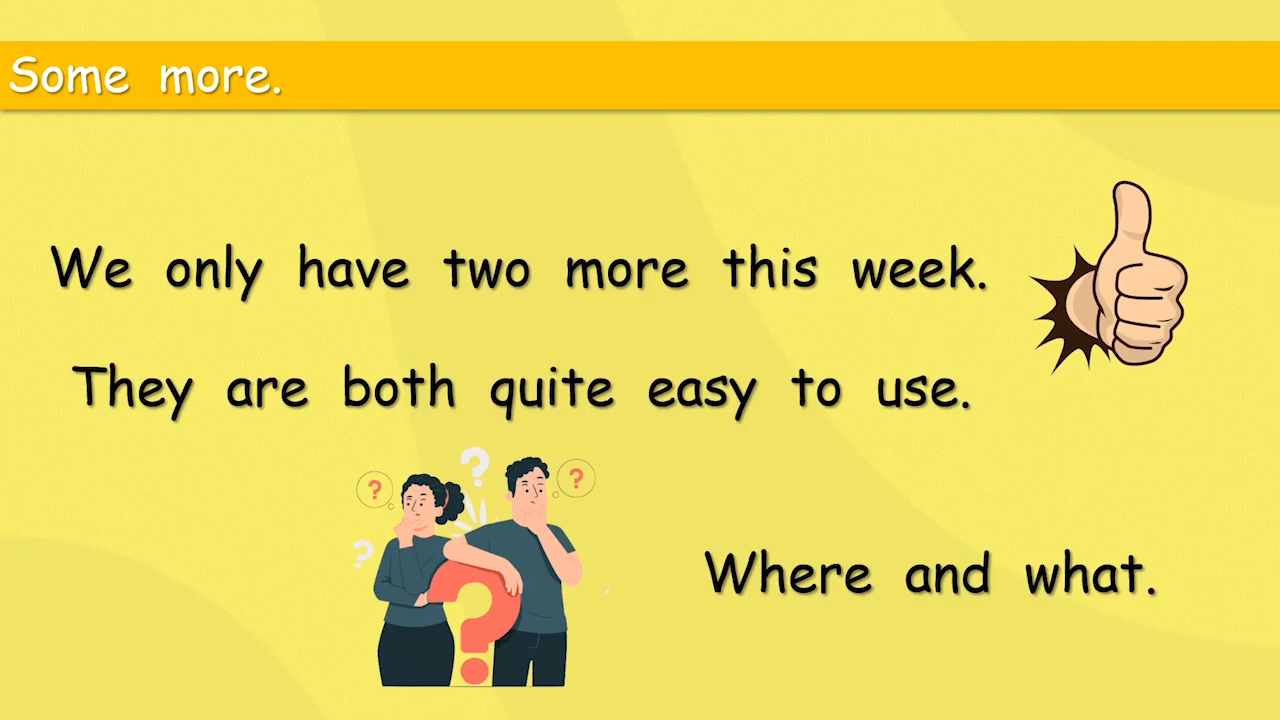 Some more.
We only have two more this week.
They are both quite easy to use.
? ? ?
?
?
Where and what.